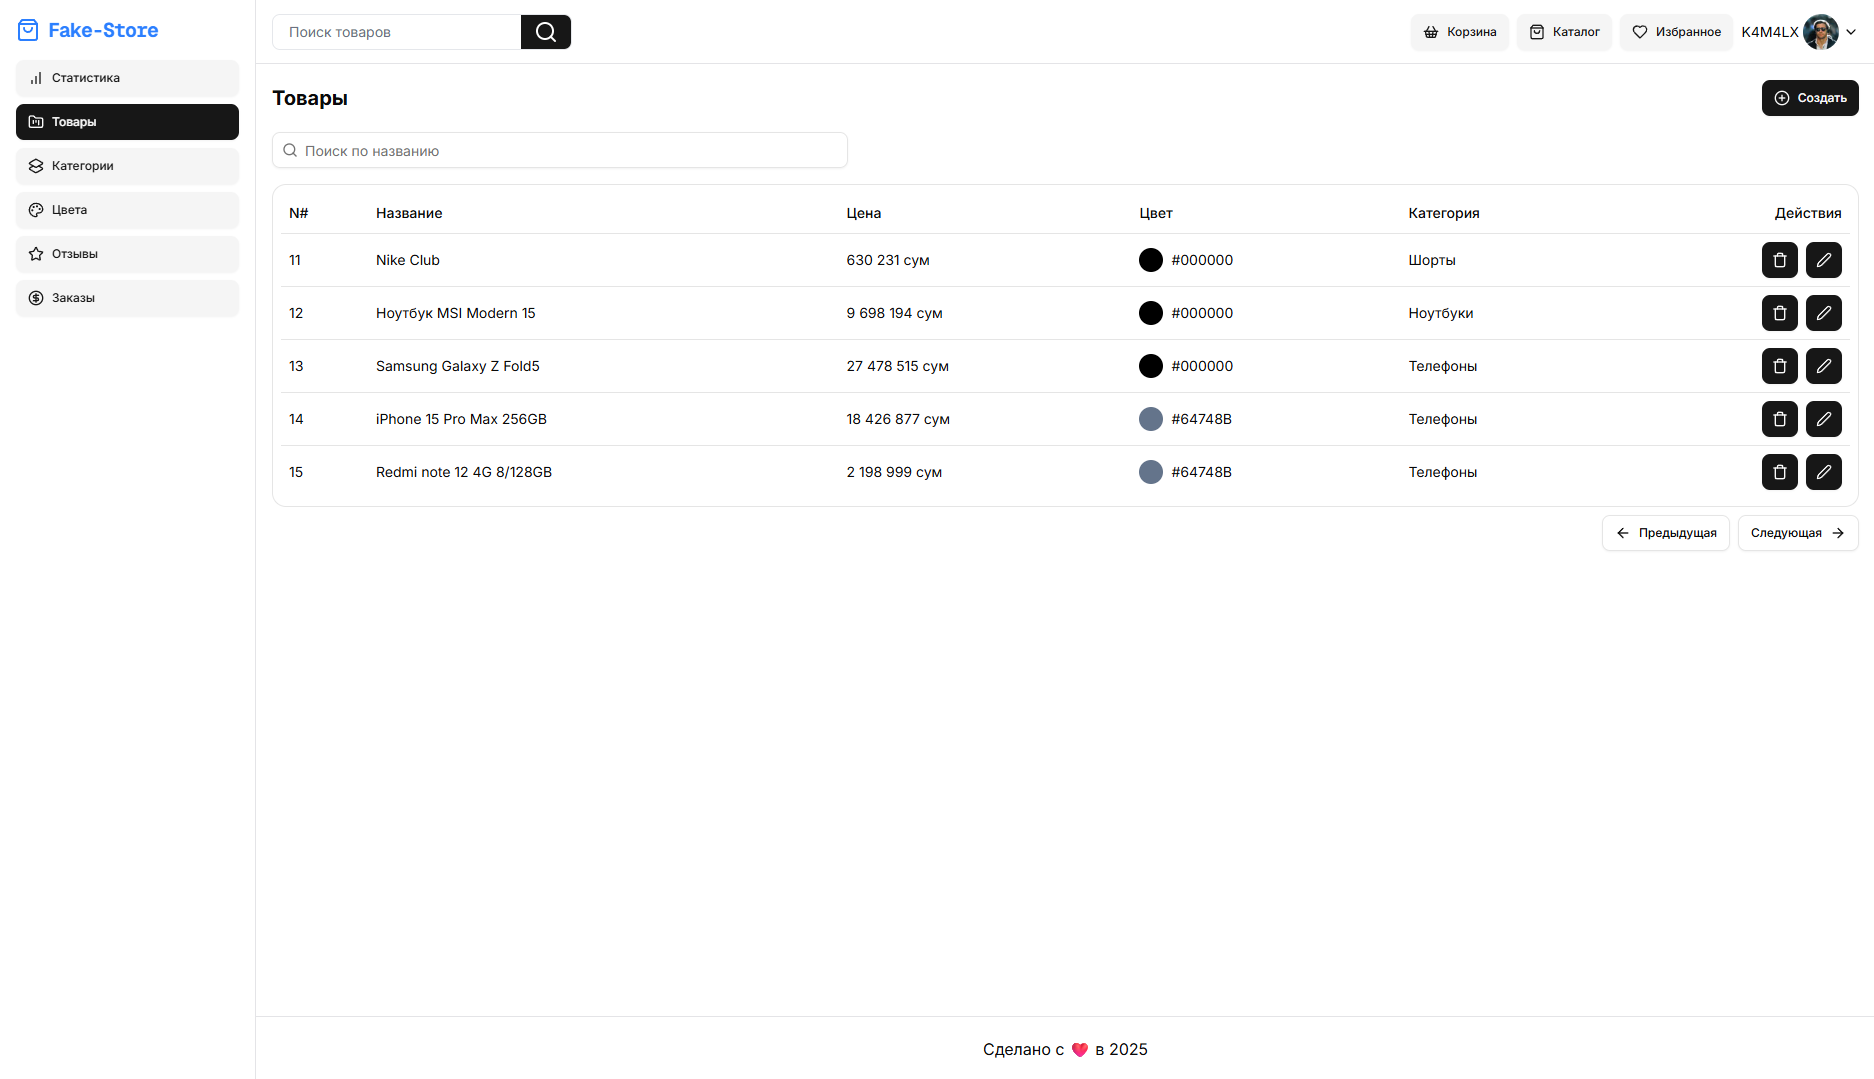 Fake-Store
Статистика
Товары
Категории
Цвета
Отзывы
Заказы
Поиск товаров
Корзина
Каталог
Избранное
K4M4LX
Товары
Создать
Поиск по названию
N# Название Цена Цвет Категория Действия
11 Nike Club 630 231 сум #000000 Шорты
12 Ноутбук MSI Modern 15 9 698 194 сум #000000 Ноутбуки
13 Samsung Galaxy Z Fold5 27 478 515 сум #000000 Телефоны
14 iPhone 15 Pro Max 256GB 18 426 877 сум #64748B Телефоны
15 Redmi note 12 4G 8/128GB 2 198 999 сум #64748B Телефоны
Предыдущая
Следующая
Сделано с ❤️ в 2025